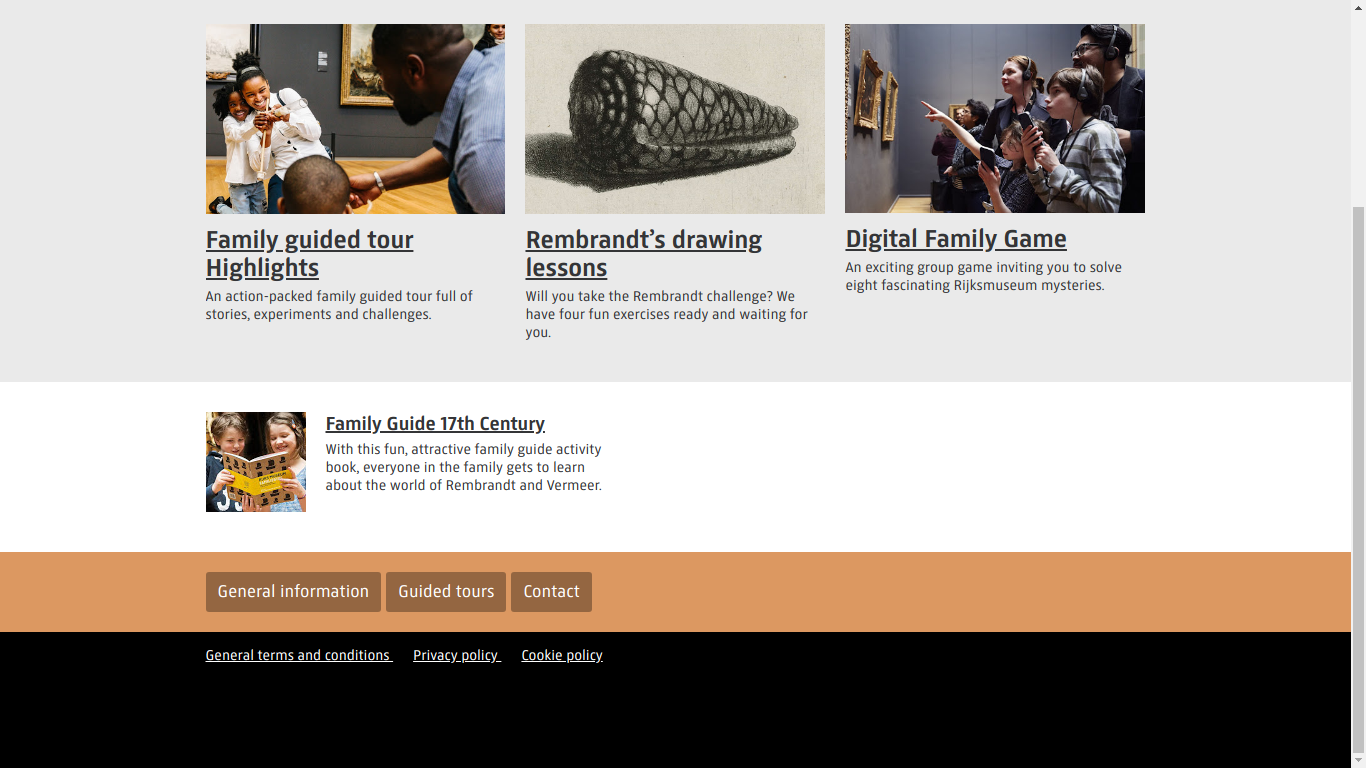 Family guided tour
Highlights
An action-packed family guided tour full of
stories, experiments and challenges.
Rembrandt’s drawing
lessons
Will you take the Rembrandt challenge? We
have four fun exercises ready and waiting for
you.
Digital Family Game
An exciting group game inviting you to solve
eight fascinating Rijksmuseum mysteries.
Family Guide 17th Century
With this fun, attractive family guide activity
book, everyone in the family gets to learn
about the world of Rembrandt and Vermeer.
General information
Guided tours
Contact
General terms and conditions
Privacy policy
Cookie policy